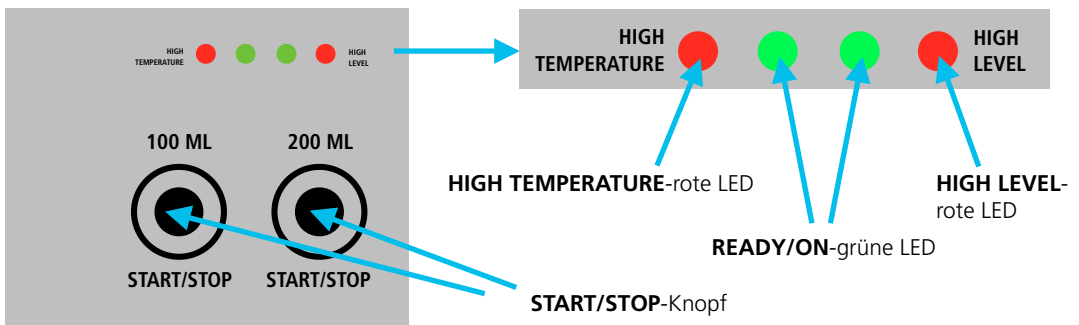 HIGH
TEMPERATURE
HIGH
LEVEL
100 ML
200 ML
START/STOP
START/STOP
HIGH
TEMPERATURE
HIGH
LEVEL
HIGH TEMPERATURE-rote LED
HIGH LEVEL-
rote LED
READY/ON-grüne LED
START/STOP-Knopf